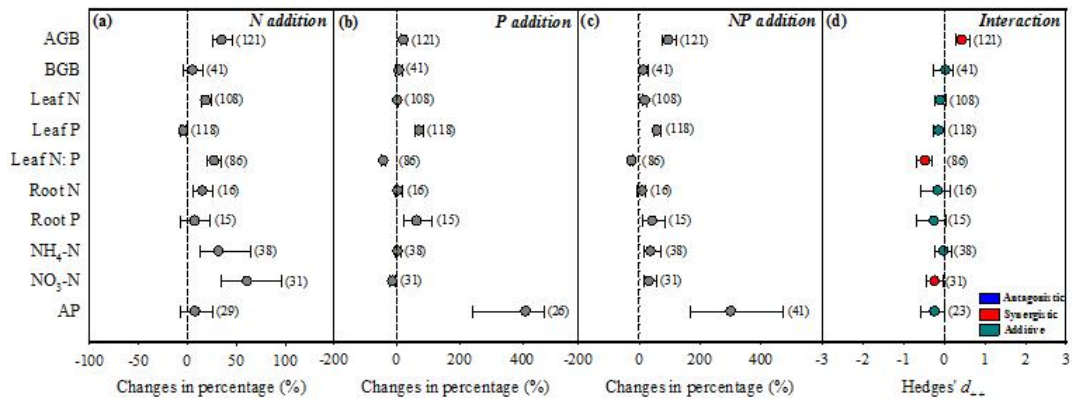 (a) N addition
(b) P addition
(c) NP addition
(d) Interaction
AGB (121) (121) (121) (121)
BGB (41) (41) (41) (41)
Leaf N (108) (108) (108) (108)
Leaf P (118) (118) (118) (118)
Leaf N: P (86) (86) (86) (86)
Root N (16) (16) (16) (16)
Root P (15) (15) (15) (15)
NH₄-N (38) (38) (38) (38)
NO₃-N (31) (31) (31) (31)
AP (29) (26) (41) (23)
Antagonistic
Synergistic
Additive
-100 -50 0 50 100
-200 0 200 400
-200 0 200 400
-3 -2 -1 0 1 2 3
Changes in percentage (%)
Changes in percentage (%)
Changes in percentage (%)
Hedges' d₊₊